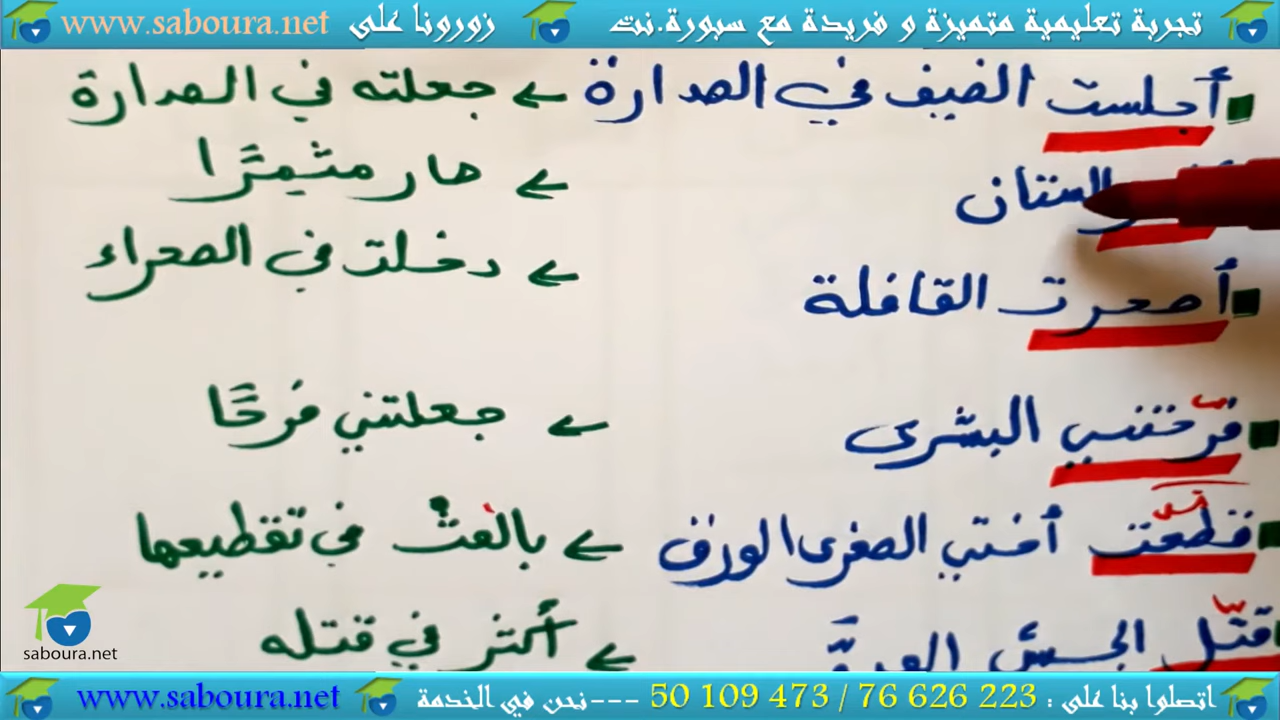 تجربة تعليمية متميزة و فريدة مع سبورة.نت زورونا على www.saboura.net
أجلست الضيف في الصدارة ← جعلته في الصدارة
البستان ← صار مثمِرًا
أصحرت القافلة ← دخلت في الصحراء
فرّحتني البشرى ← جعلتني فرحًا
قطّعت أختي الصغرى الورق ← بالغت في تقطيعها
قتّل الجيش العدوّ ← أكثر في قتله
saboura.net
اتصلوا بنا على : 223 626 76 / 473 109 50 ---نحن في الخدمة www.saboura.net